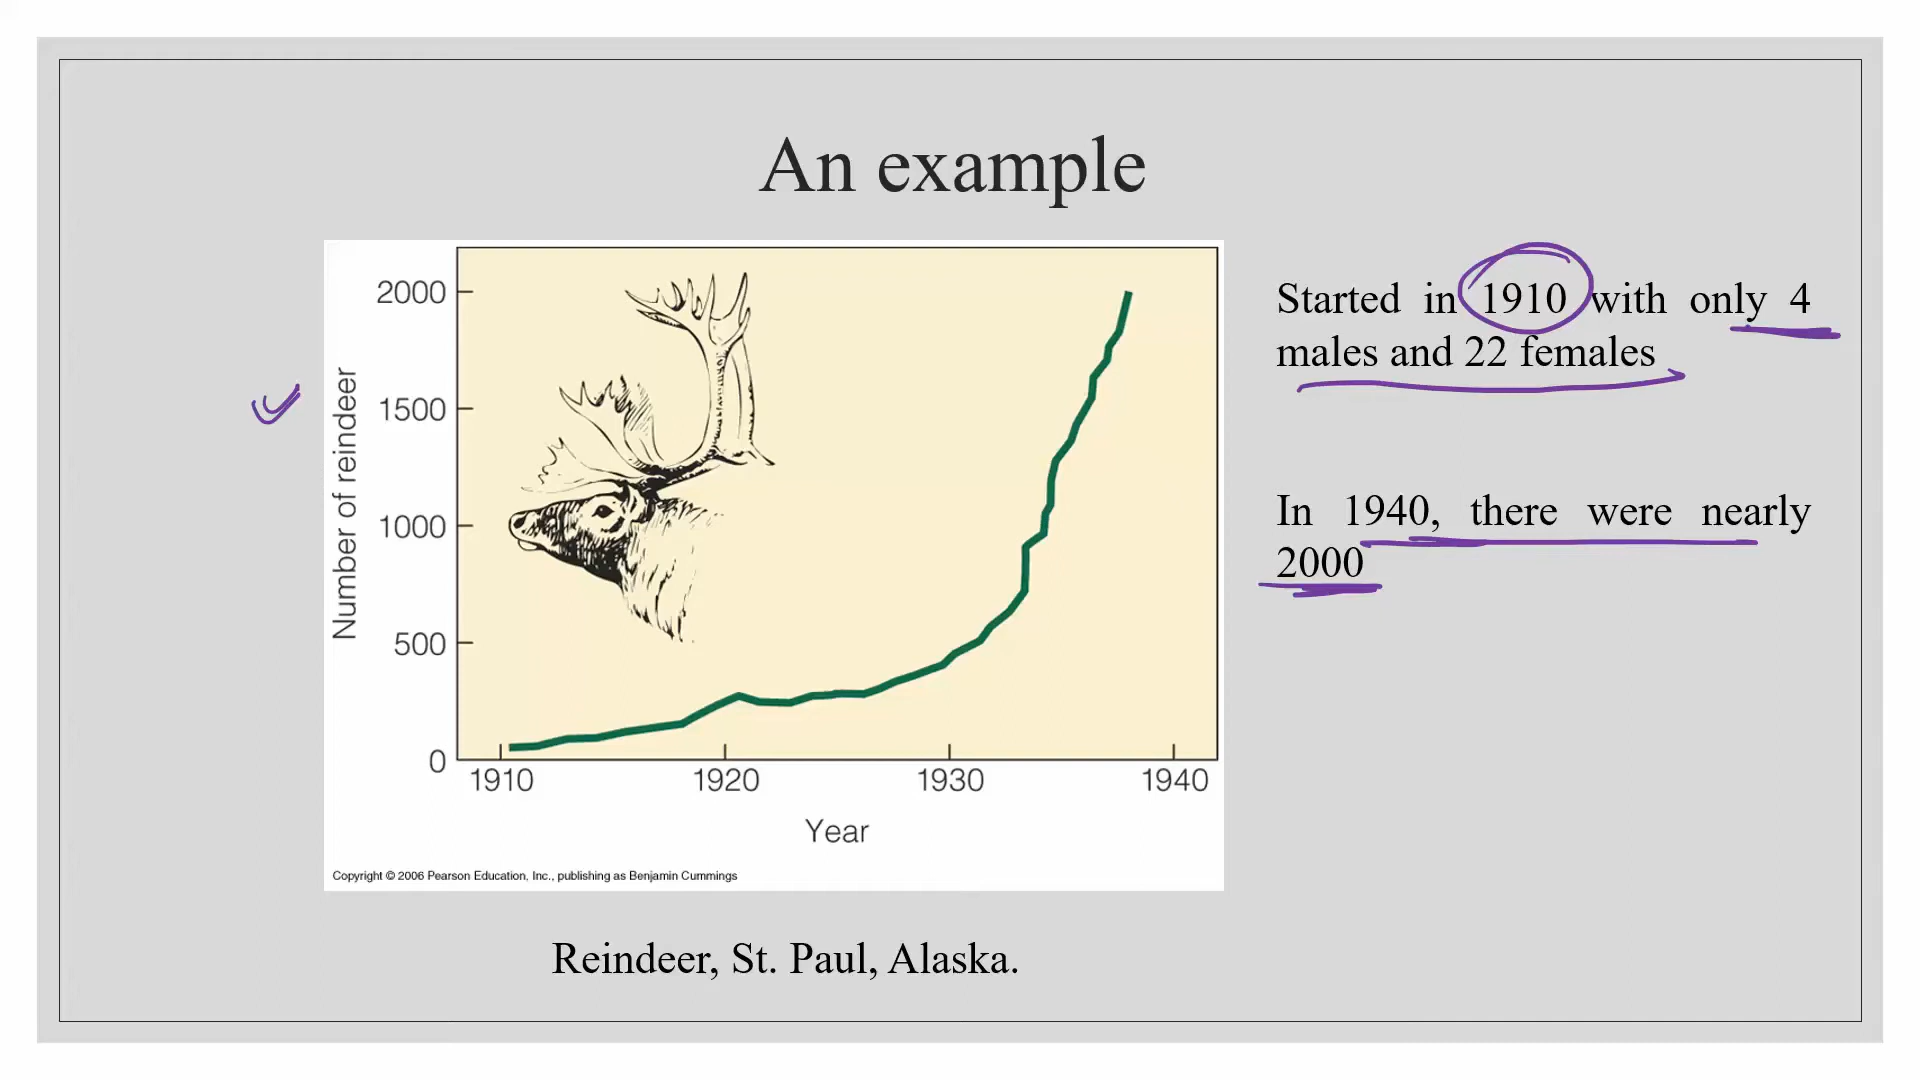 An example
2000
1500
1000
500
0
Number of reindeer
1910 1920 1930 1940
Year
Copyright © 2006 Pearson Education, Inc., publishing as Benjamin Cummings
Reindeer, St. Paul, Alaska.
Started in 1910 with only 4
males and 22 females
In 1940, there were nearly
2000